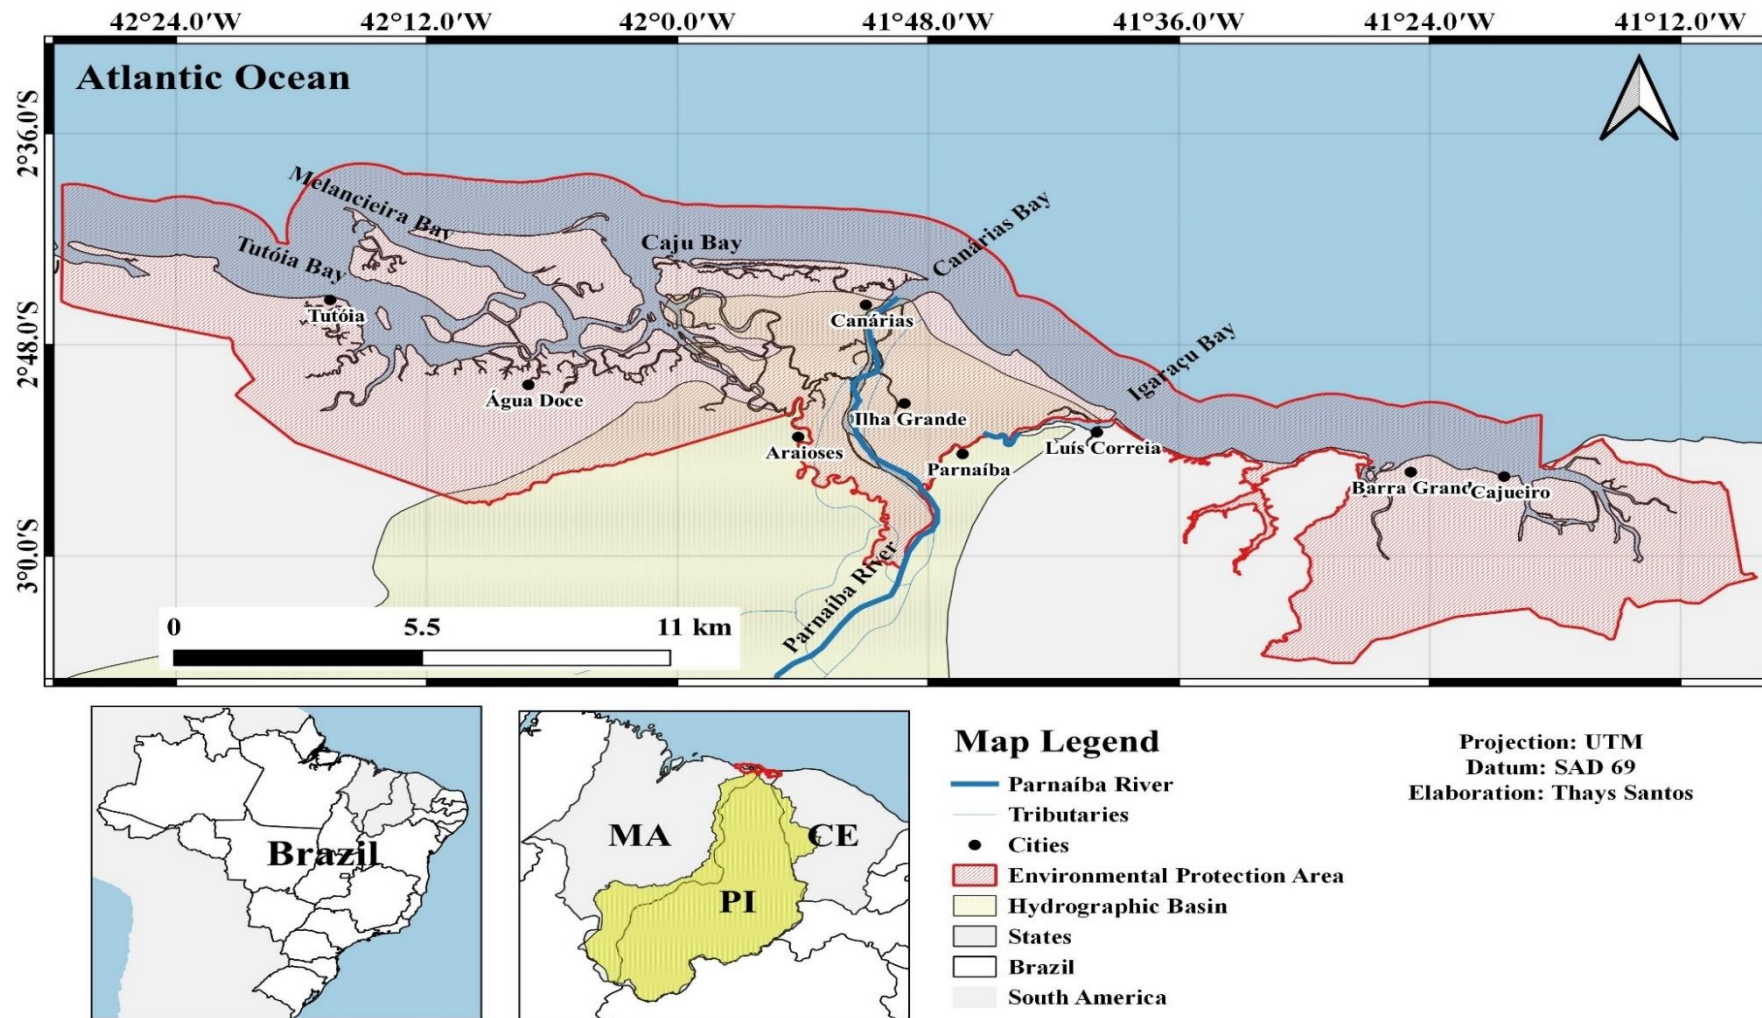 42°24.0′W 42°12.0′W 42°0.0′W 41°48.0′W 41°36.0′W 41°24.0′W 41°12.0′W
Atlantic Ocean
2°36.0′S
2°48.0′S
3°0.0′S
Melancieira Bay
Tutóia Bay
Caju Bay
Canárias Bay
Igaraçu Bay
Tutóia
Canárias
Água Doce
Ilha Grande
Araioses
Parnaíba
Luís Correia
Barra Grand
Cajueiro
Parnaíba River
0 5.5 11 km
Brazil
MA
CE
PI
Map Legend
Parnaíba River
Tributaries
Cities
Environmental Protection Area
Hydrographic Basin
States
Brazil
South America
Projection: UTM
Datum: SAD 69
Elaboration: Thays Santos